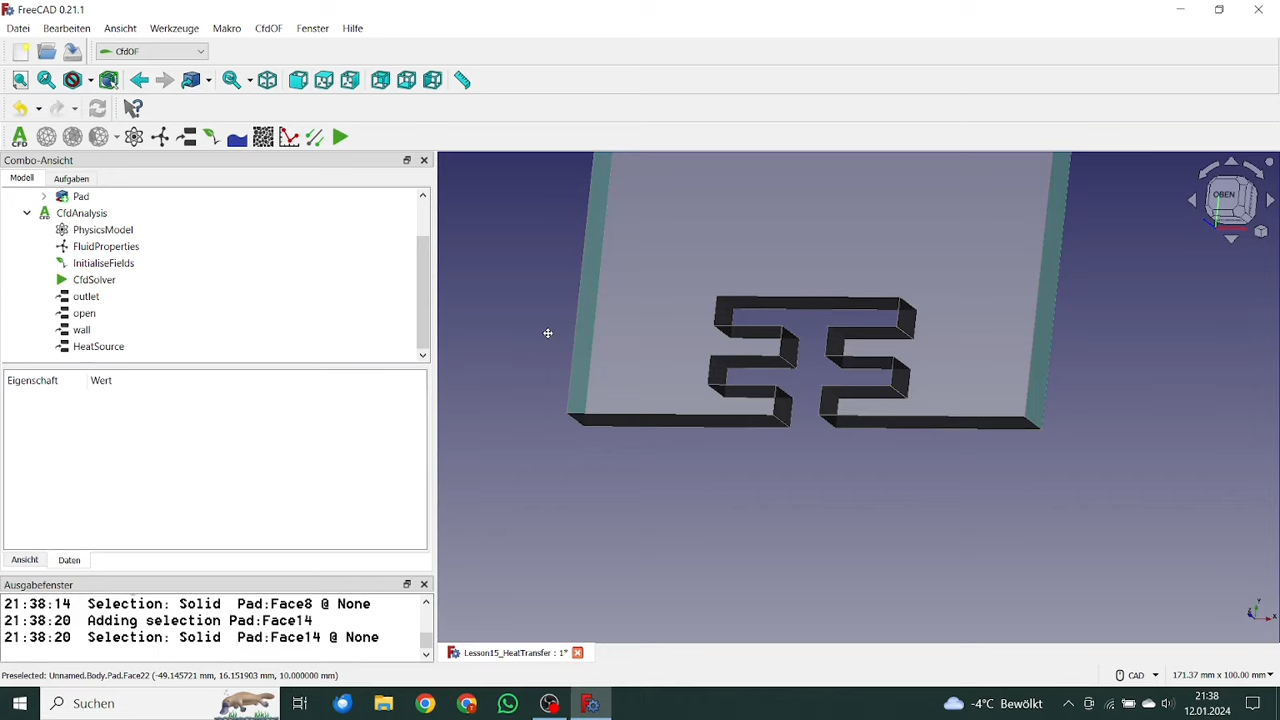 FreeCAD 0.21.1
Datei Bearbeiten Ansicht Werkzeuge Makro CfdOF Fenster Hilfe
CfdOF
Combo-Ansicht
Modell Aufgaben
Pad
CfdAnalysis
PhysicsModel
FluidProperties
InitialiseFields
CfdSolver
outlet
open
wall
HeatSource
Eigenschaft Wert
Ansicht Daten
Ausgabefenster
21:38:14 Selection: Solid Pad:Face8 @ None
21:38:20 Adding selection Pad:Face14
21:38:20 Selection: Solid Pad:Face14 @ None
OBEN
Y
X
Lesson15_HeatTransfer : 1*
Preselected: Unnamed.Body.Pad.Face22 (-49.145721 mm, 16.151903 mm, 10.000000 mm)
CAD
171.37 mm x 100.00 mm
Suchen
-4°C Bewölkt
21:38
12.01.2024